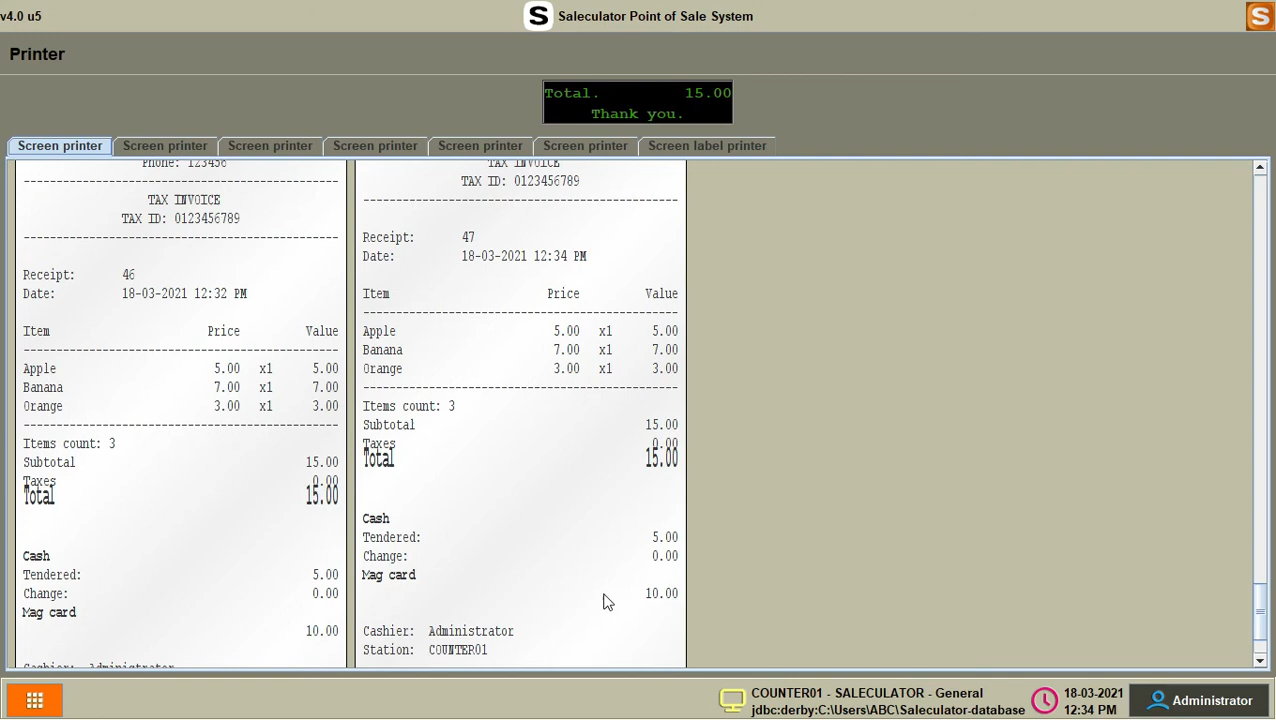 v4.0 u5
S Saleculator Point of Sale System
S
Printer
Total. 15.00
Thank you.
Screen printer Screen printer Screen printer Screen printer Screen printer Screen printer Screen label printer
Phone: 123456
------------------------------------------------
TAX INVOICE
TAX ID: 0123456789
------------------------------------------------
Receipt: 46
Date: 18-03-2021 12:32 PM
Item Price Value
------------------------------------------------
Apple 5.00 x1 5.00
Banana 7.00 x1 7.00
Orange 3.00 x1 3.00
------------------------------------------------
Items count: 3
Subtotal 15.00
Taxes 0.00
Total 15.00
Cash
Tendered: 5.00
Change: 0.00
Mag card
10.00
Cashier: Administrator
TAX INVOICE
TAX ID: 0123456789
------------------------------------------------
Receipt: 47
Date: 18-03-2021 12:34 PM
Item Price Value
------------------------------------------------
Apple 5.00 x1 5.00
Banana 7.00 x1 7.00
Orange 3.00 x1 3.00
------------------------------------------------
Items count: 3
Subtotal 15.00
Taxes 0.00
Total 15.00
Cash
Tendered: 5.00
Change: 0.00
Mag card
10.00
Cashier: Administrator
Station: COUNTER01
COUNTER01 - SALECULATOR - General
jdbc:derby:C:\Users\ABC\Saleculator-database
18-03-2021
12:34 PM
Administrator